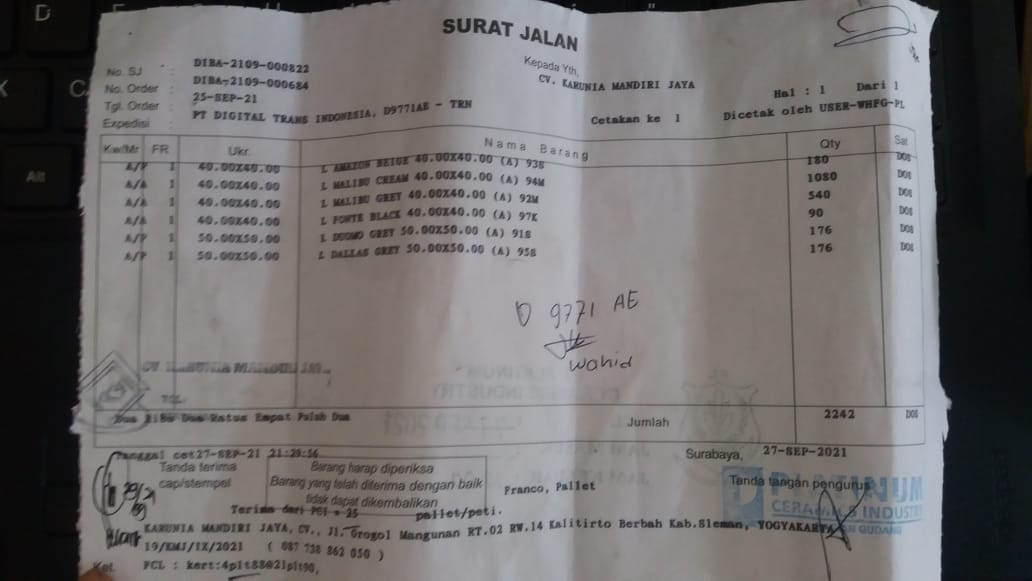 SURAT JALAN
No. SJ : DIBA-2109-000822
No. Order : DIBA-2109-000684
Tgl. Order : 25-SEP-21
Expedisi : PT DIGITAL TRANS INDONESIA, D9771AE - TRN
Kepada Yth,
CV. KARUNIA MANDIRI JAYA
Hal : 1 Dari 1
Cetakan ke 1 Dicetak oleh USER-WHFG-PL
Kw/Mr FR Ukr. Nama Barang Qty Sat
A/P 1 40.00X40.00 L AMAZON BEIGE 40.00X40.00 (A) 93S 180 DOS
A/A 1 40.00X40.00 L MALIBU CREAM 40.00X40.00 (A) 94M 1080 DOS
A/A 1 40.00X40.00 L MALIBU GREY 40.00X40.00 (A) 92M 540 DOS
A/A 1 40.00X40.00 L FONTE BLACK 40.00X40.00 (A) 97K 90 DOS
A/P 1 50.00X50.00 L DUOMO GREY 50.00X50.00 (A) 91S 176 DOS
A/P 1 50.00X50.00 L DALLAS GREY 50.00X50.00 (A) 95S 176 DOS
D 9771 AE
Wahid
CV. KARUNIA MANDIRI
TGL.
Dua Ribu Dua Ratus Empat Puluh Dua Jumlah 2242 DOS
Tanggal cet27-SEP-21 21:20:56
Surabaya, 27-SEP-2021
Tanda terima
cap/stempel
Barang harap diperiksa
Barang yang telah diterima dengan baik
tidak dapat dikembalikan
Franco, Pallet
Tanda tangan pengurus
PLATINUM
CERAMICS INDUSTRY
GUDANG
Terima dari PCI = 25 pallet/peti.
KARUNIA MANDIRI JAYA, CV., Jl. Grogol Mangunan RT.02 RW.14 Kalitirto Berbah Kab.Sleman, YOGYAKARTA
19/KMJ/IX/2021 ( 087 738 862 050 )
Ket. PCL : kert:4plt88@21plt90,